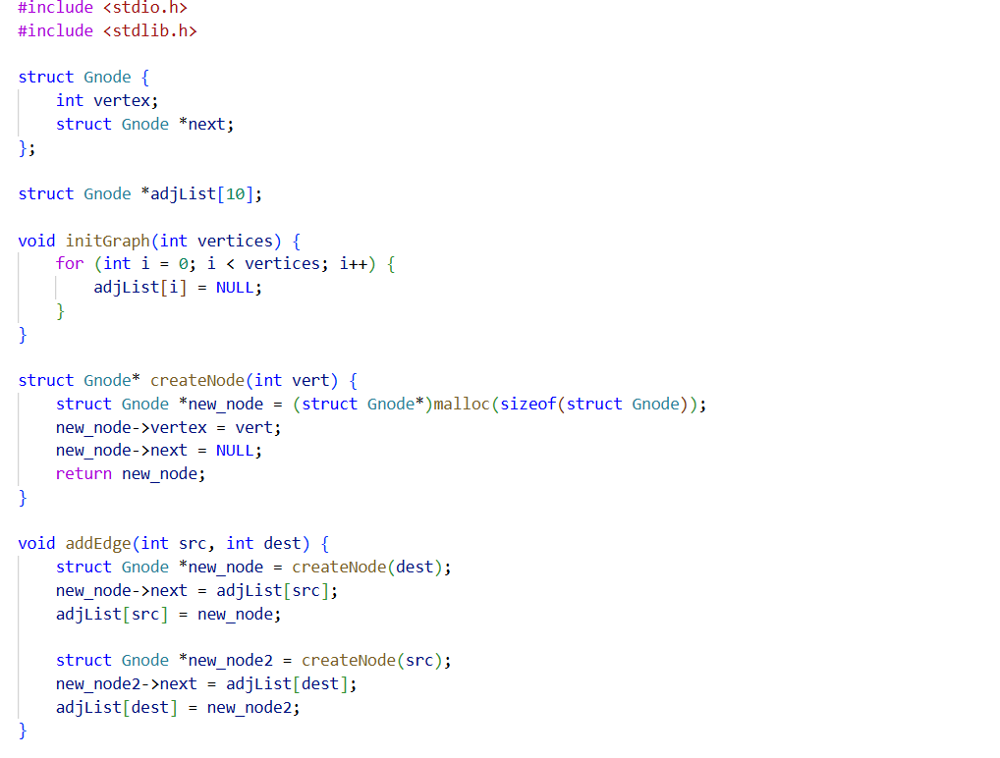 #include <stdio.h>
#include <stdlib.h>

struct Gnode {
    int vertex;
    struct Gnode *next;
};

struct Gnode *adjList[10];

void initGraph(int vertices) {
    for (int i = 0; i < vertices; i++) {
        adjList[i] = NULL;
    }
}

struct Gnode* createNode(int vert) {
    struct Gnode *new_node = (struct Gnode*)malloc(sizeof(struct Gnode));
    new_node->vertex = vert;
    new_node->next = NULL;
    return new_node;
}

void addEdge(int src, int dest) {
    struct Gnode *new_node = createNode(dest);
    new_node->next = adjList[src];
    adjList[src] = new_node;

    struct Gnode *new_node2 = createNode(src);
    new_node2->next = adjList[dest];
    adjList[dest] = new_node2;
}